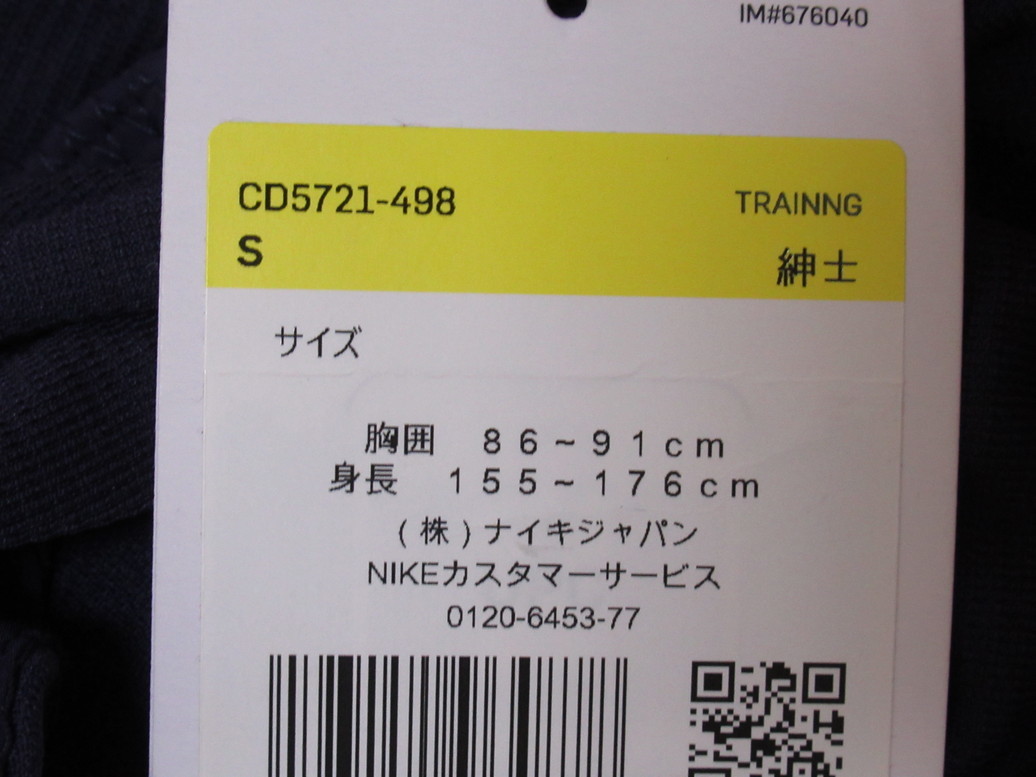 IM#676040
CD5721-498
TRAINNG
S
紳士
サイズ
胸囲　８６～９１ｃｍ
身長　１５５～１７６ｃｍ
(株)ナイキジャパン
NIKEカスタマーサービス
0120-6453-77